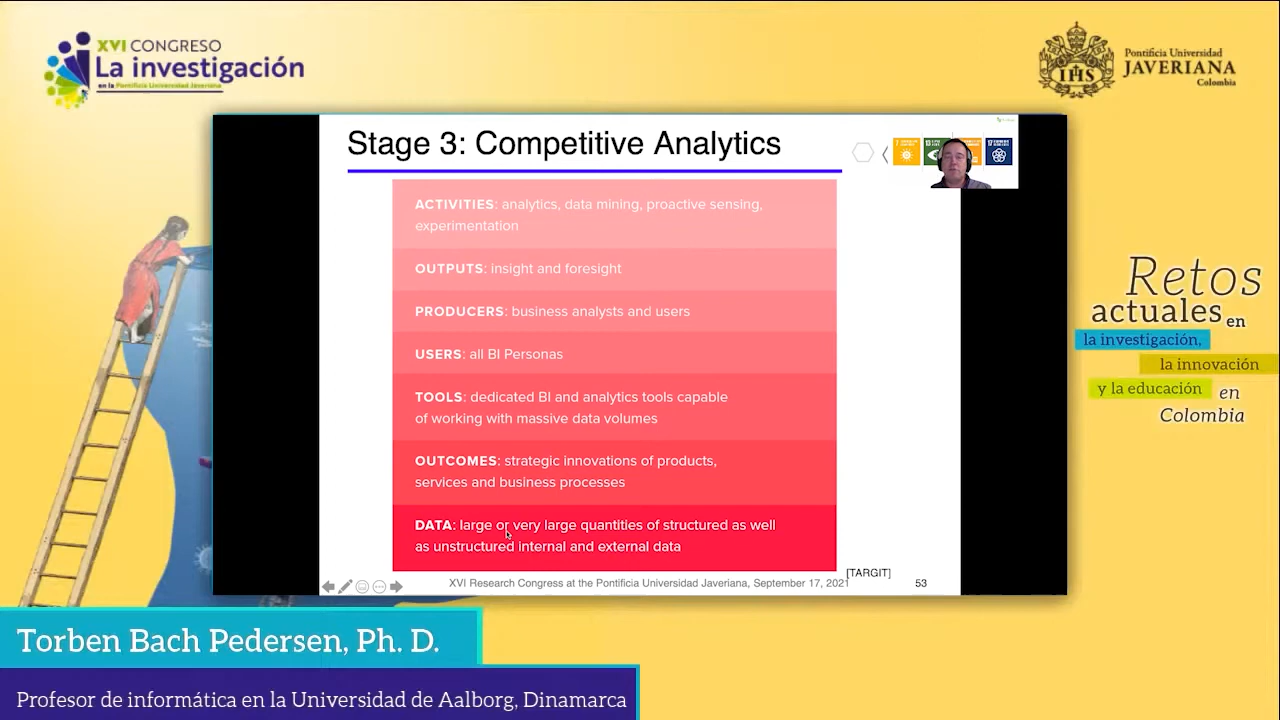 XVI CONGRESO
La investigación
en la Pontificia Universidad Javeriana
IHS
Pontificia Universidad
JAVERIANA
Colombia
Stage 3: Competitive Analytics
ACTIVITIES: analytics, data mining, proactive sensing,
experimentation
OUTPUTS: insight and foresight
PRODUCERS: business analysts and users
USERS: all BI Personas
TOOLS: dedicated BI and analytics tools capable
of working with massive data volumes
OUTCOMES: strategic innovations of products,
services and business processes
DATA: large or very large quantities of structured as well
as unstructured internal and external data
[TARGIT]
XVI Research Congress at the Pontificia Universidad Javeriana, September 17, 2021
53
Retos
actuales en
la investigación,
la innovación
y la educación en
Colombia
Torben Bach Pedersen, Ph. D.
Profesor de informática en la Universidad de Aalborg, Dinamarca